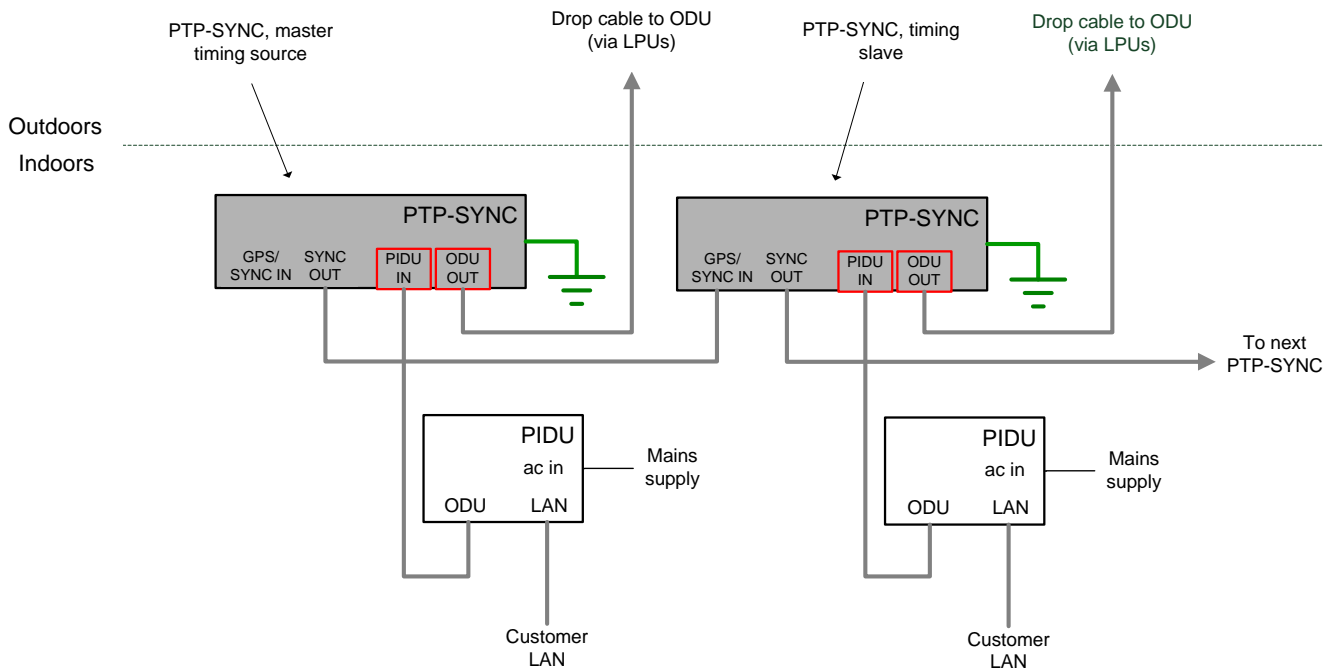 PTP-SYNC, master
timing source
Drop cable to ODU
(via LPUs)
PTP-SYNC, timing
slave
Drop cable to ODU
(via LPUs)
Outdoors
Indoors
PTP-SYNC
GPS/
SYNC IN
SYNC
OUT
PIDU
IN
ODU
OUT
PTP-SYNC
GPS/
SYNC IN
SYNC
OUT
PIDU
IN
ODU
OUT
To next
PTP-SYNC
PIDU
ac in
ODU
LAN
Mains
supply
PIDU
ac in
ODU
LAN
Mains
supply
Customer
LAN
Customer
LAN